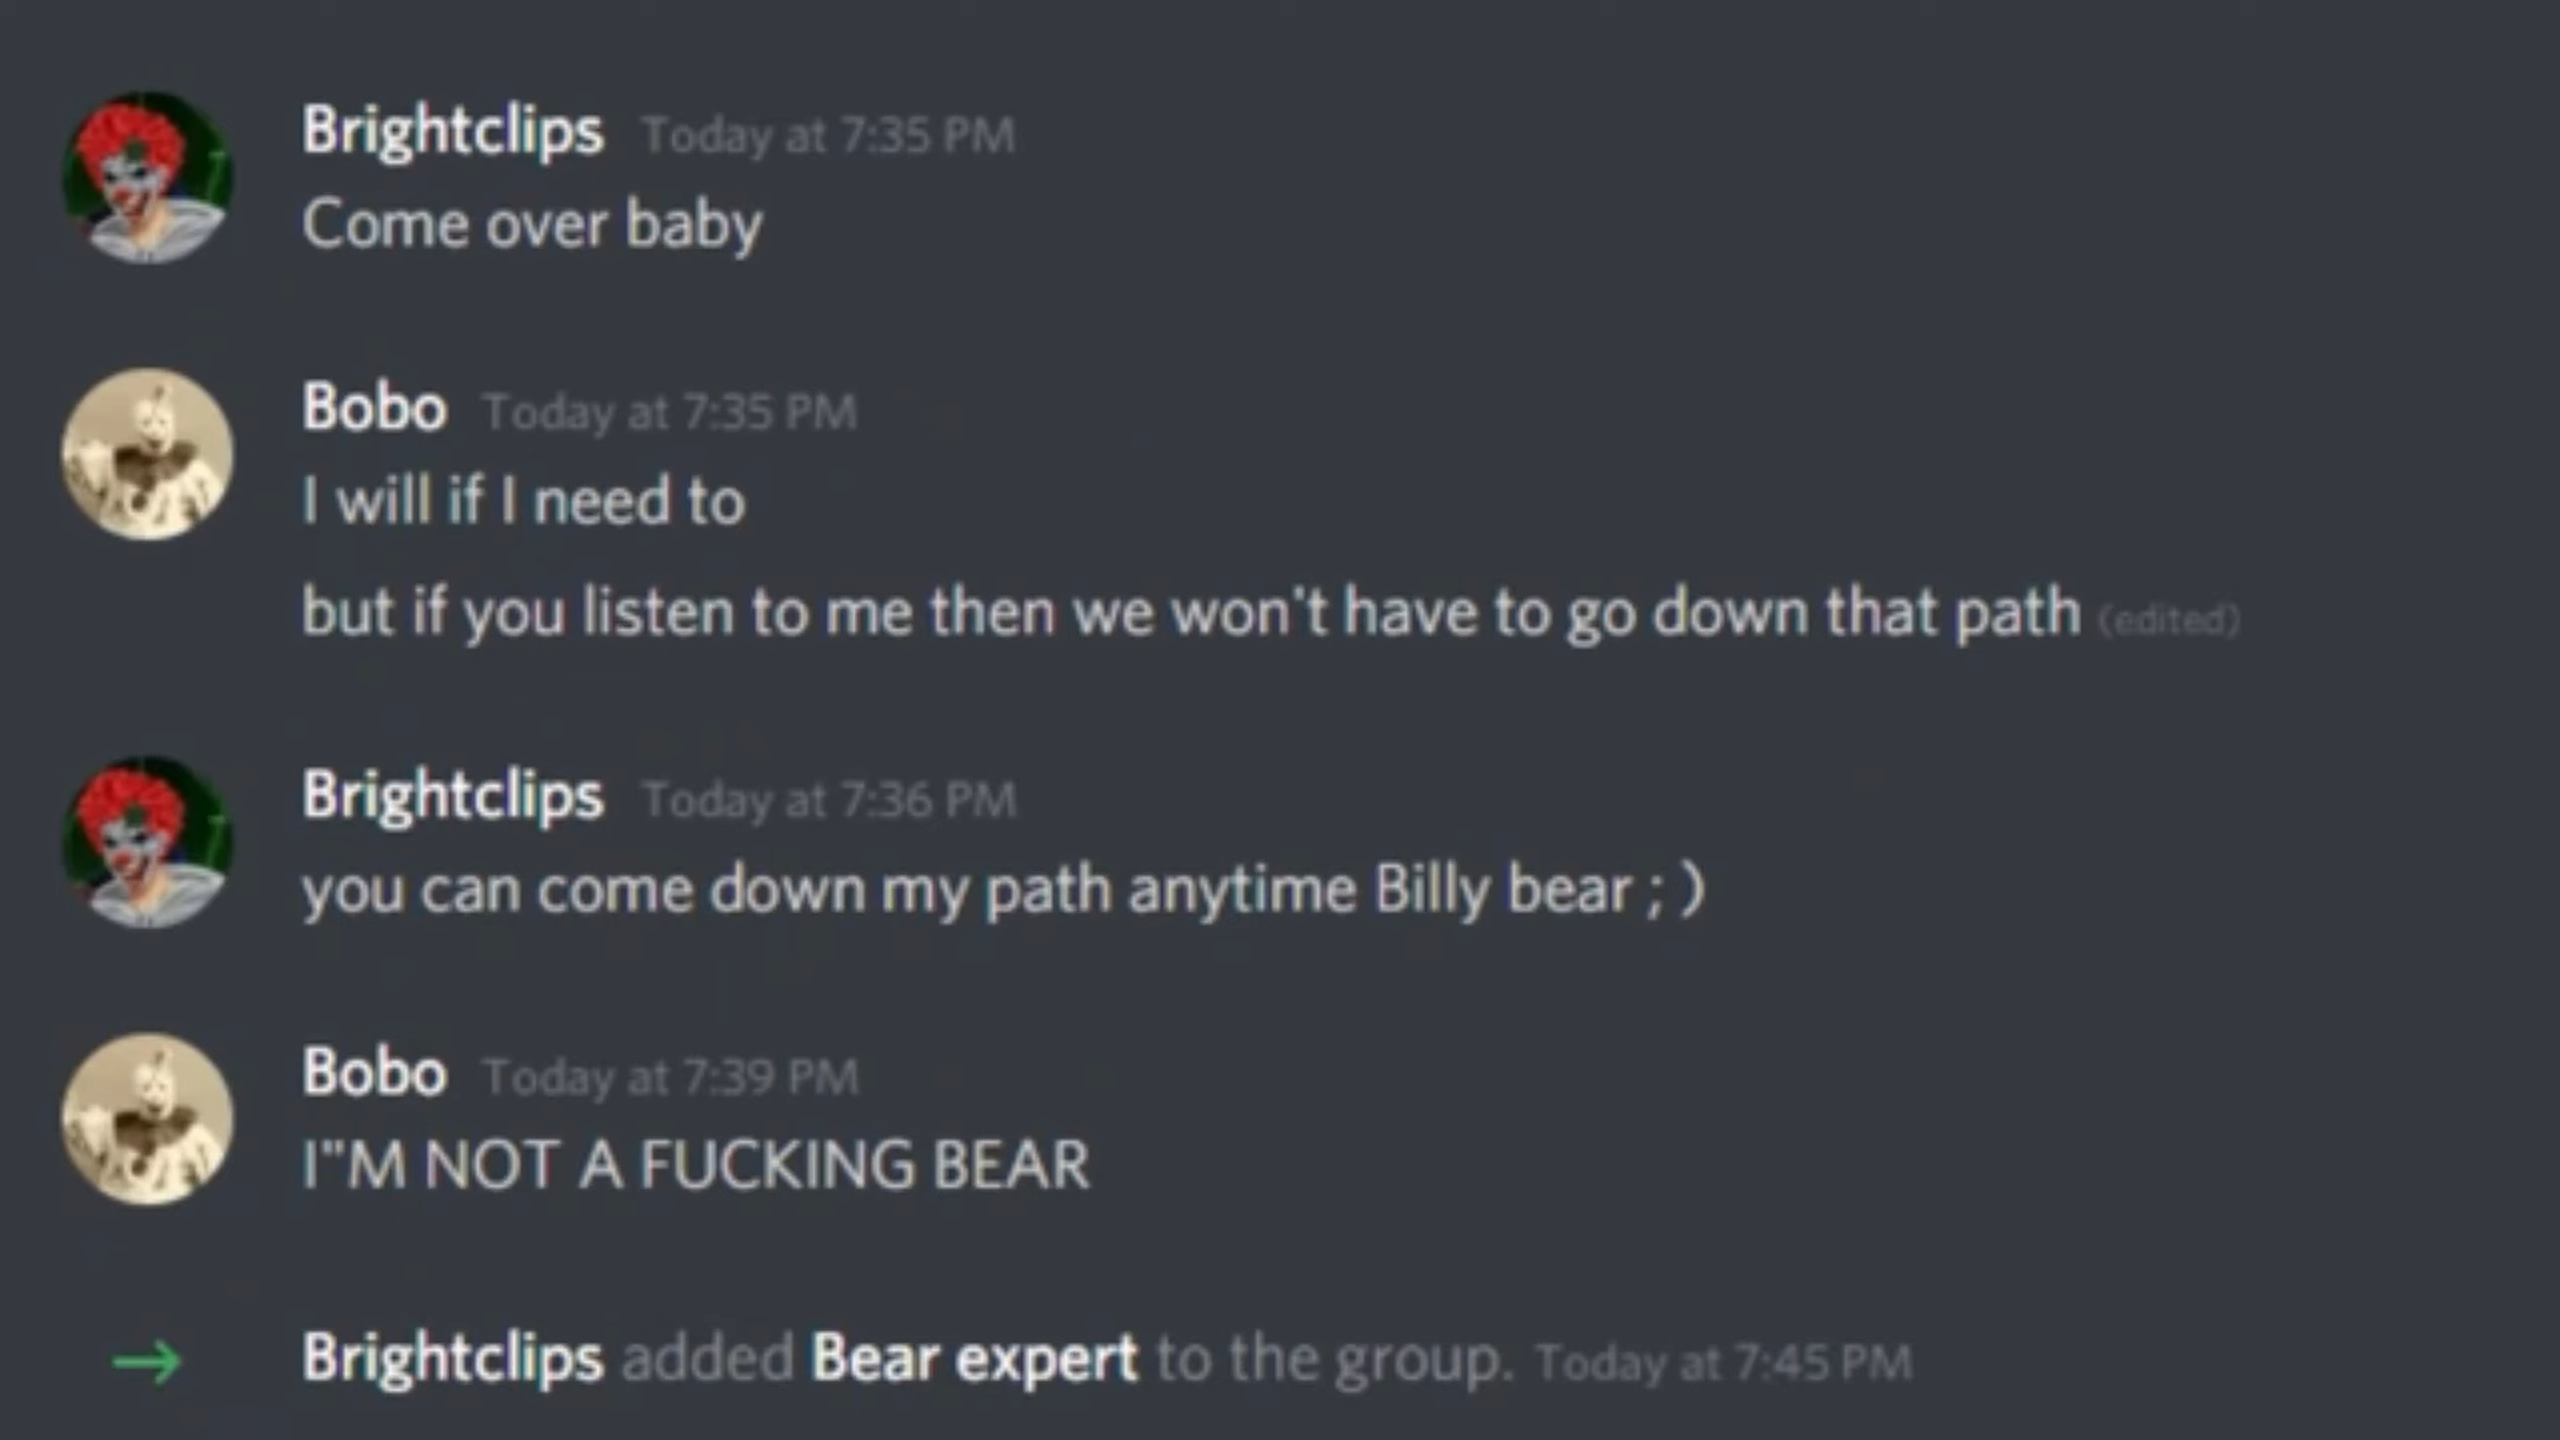 Brightclips Today at 7:35 PM
Come over baby
Bobo Today at 7:35 PM
I will if I need to
but if you listen to me then we won't have to go down that path (edited)
Brightclips Today at 7:36 PM
you can come down my path anytime Billy bear ; )
Bobo Today at 7:39 PM
I"M NOT A FUCKING BEAR
Brightclips added Bear expert to the group. Today at 7:45 PM